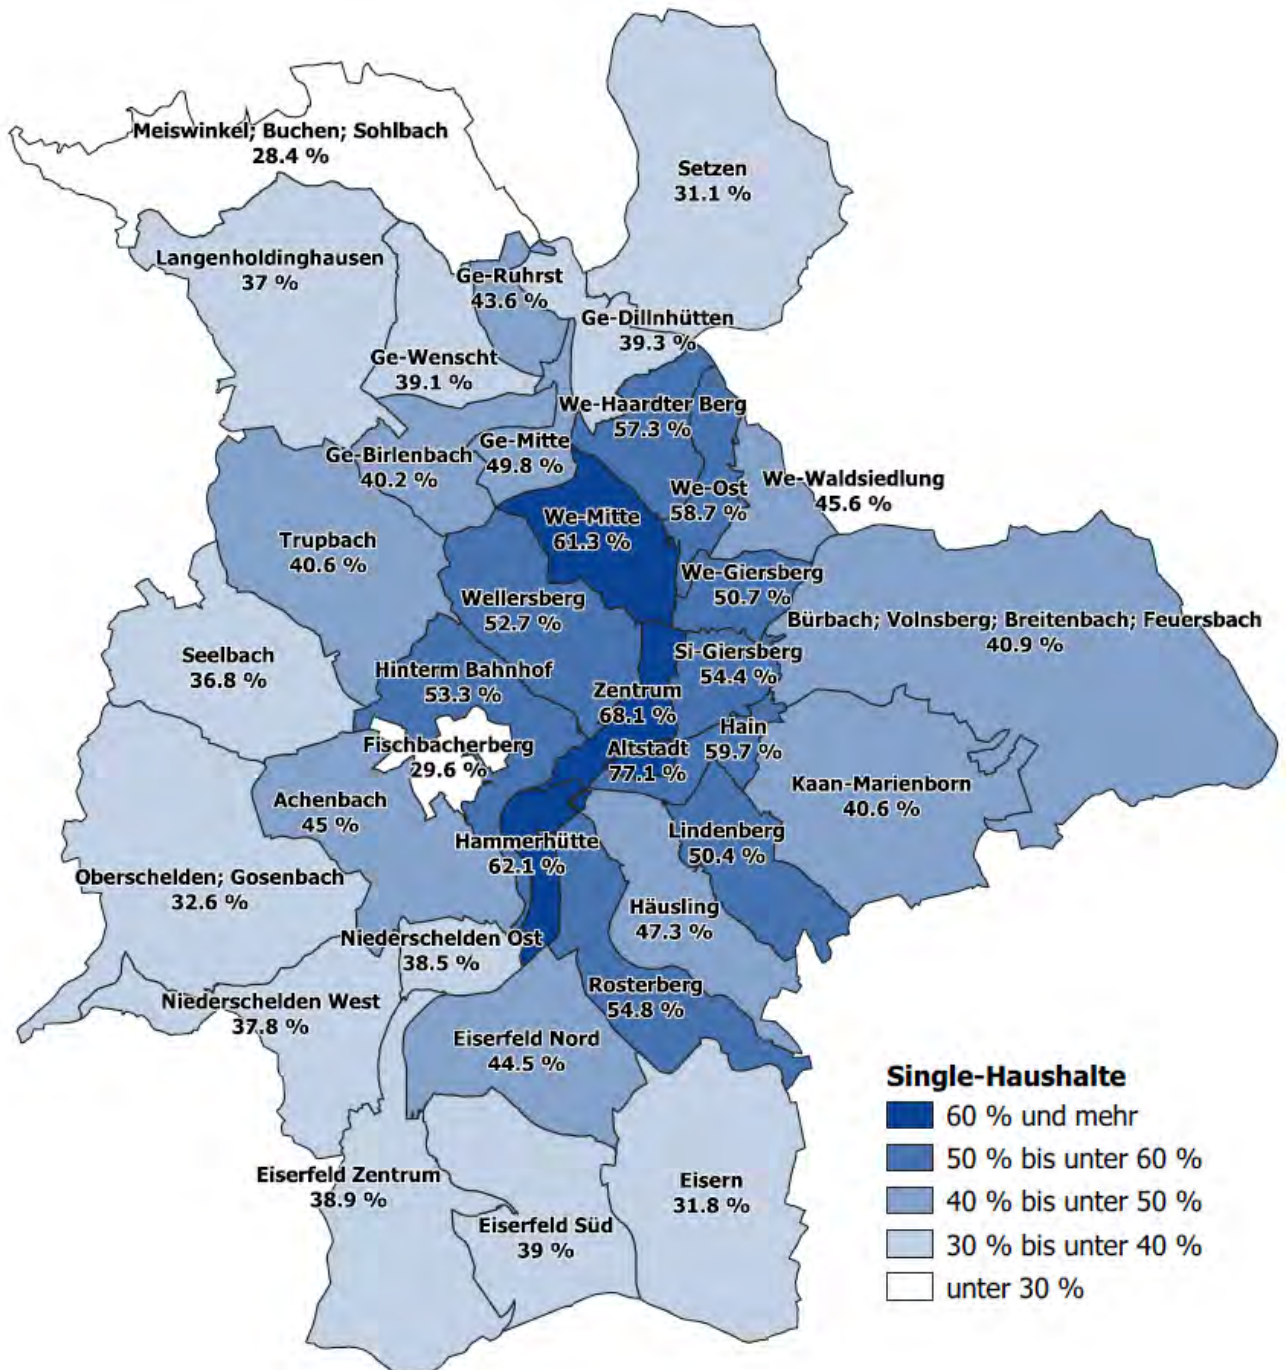 Meiswinkel; Buchen; Sohlbach
28.4 %
Setzen
31.1 %
Langenholdinghausen
37 %
Ge-Ruhrst
43.6 %
Ge-Dillnhütten
39.3 %
Ge-Wenscht
39.1 %
We-Haardter Berg
57.3 %
Ge-Mitte
49.8 %
Ge-Birlenbach
40.2 %
We-Waldsiedlung
45.6 %
We-Ost
58.7 %
We-Mitte
61.3 %
Trupbach
40.6 %
We-Giersberg
50.7 %
Wellersberg
52.7 %
Bürbach; Volnsberg; Breitenbach; Feuersbach
40.9 %
Seelbach
36.8 %
Si-Giersberg
54.4 %
Hinterm Bahnhof
53.3 %
Zentrum
68.1 %
Hain
59.7 %
Fischbacherberg
29.6 %
Altstadt
77.1 %
Kaan-Marienborn
40.6 %
Achenbach
45 %
Lindenberg
50.4 %
Hammerhütte
62.1 %
Oberschelden; Gosenbach
32.6 %
Häusling
47.3 %
Niederschelden Ost
38.5 %
Rosterberg
54.8 %
Niederschelden West
37.8 %
Eiserfeld Nord
44.5 %
Eiserfeld Zentrum
38.9 %
Eisern
31.8 %
Eiserfeld Süd
39 %
Single-Haushalte
60 % und mehr
50 % bis unter 60 %
40 % bis unter 50 %
30 % bis unter 40 %
unter 30 %